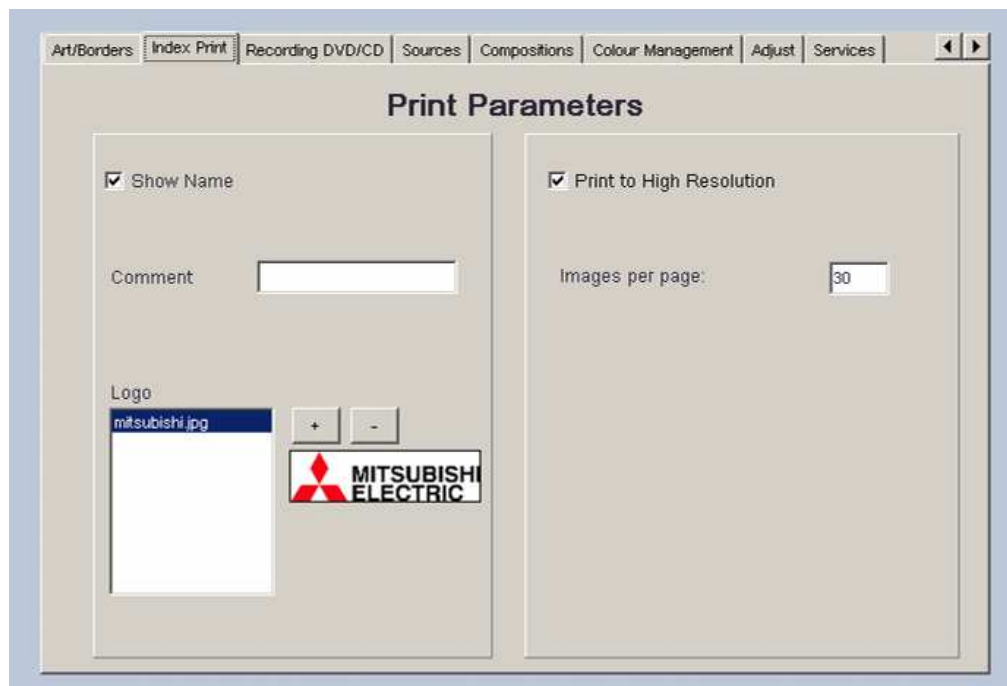 Art/Borders Index Print Recording DVD/CD Sources Compositions Colour Management Adjust Services
Print Parameters
Show Name
Comment
Logo
mitsubishi.jpg
+ -
MITSUBISHI
ELECTRIC
Print to High Resolution
Images per page: 30